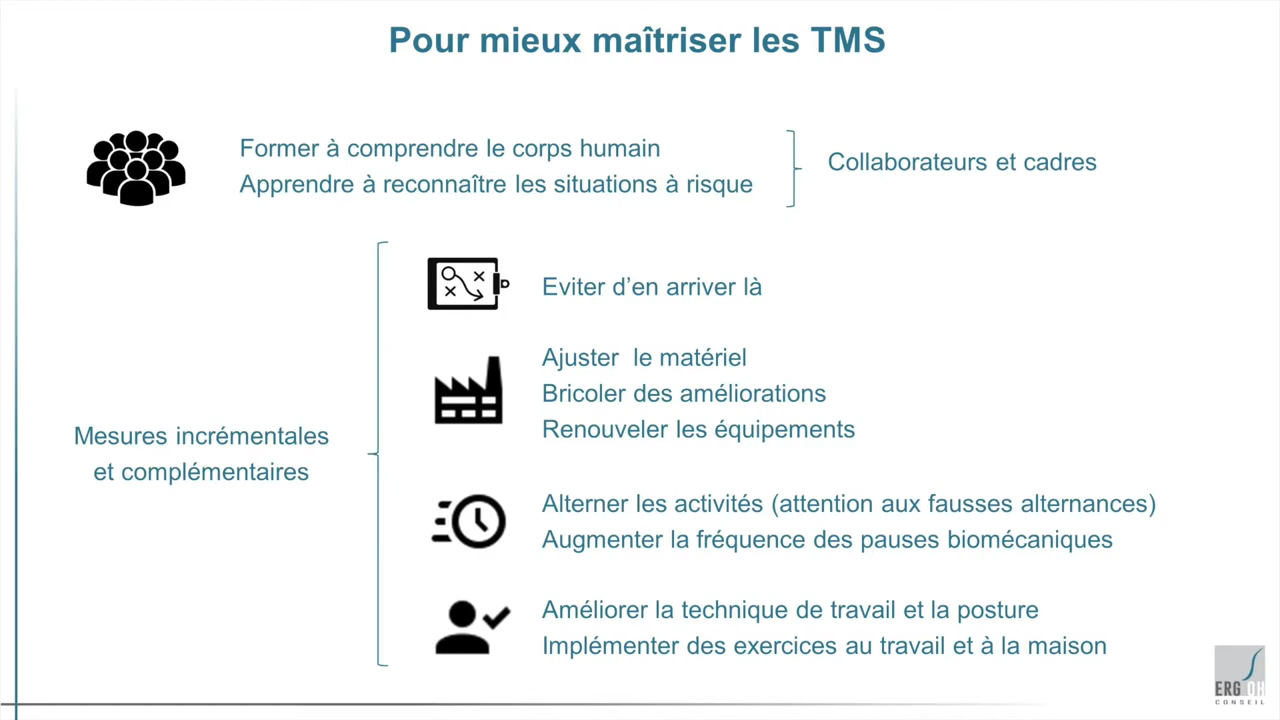 Pour mieux maîtriser les TMS
Former à comprendre le corps humain
Apprendre à reconnaître les situations à risque
Collaborateurs et cadres
Eviter d’en arriver là
Ajuster  le matériel
Bricoler des améliorations
Renouveler les équipements
Mesures incrémentales
et complémentaires
Alterner les activités (attention aux fausses alternances)
Augmenter la fréquence des pauses biomécaniques
Améliorer la technique de travail et la posture
Implémenter des exercices au travail et à la maison
ERG OH
CONSEIL